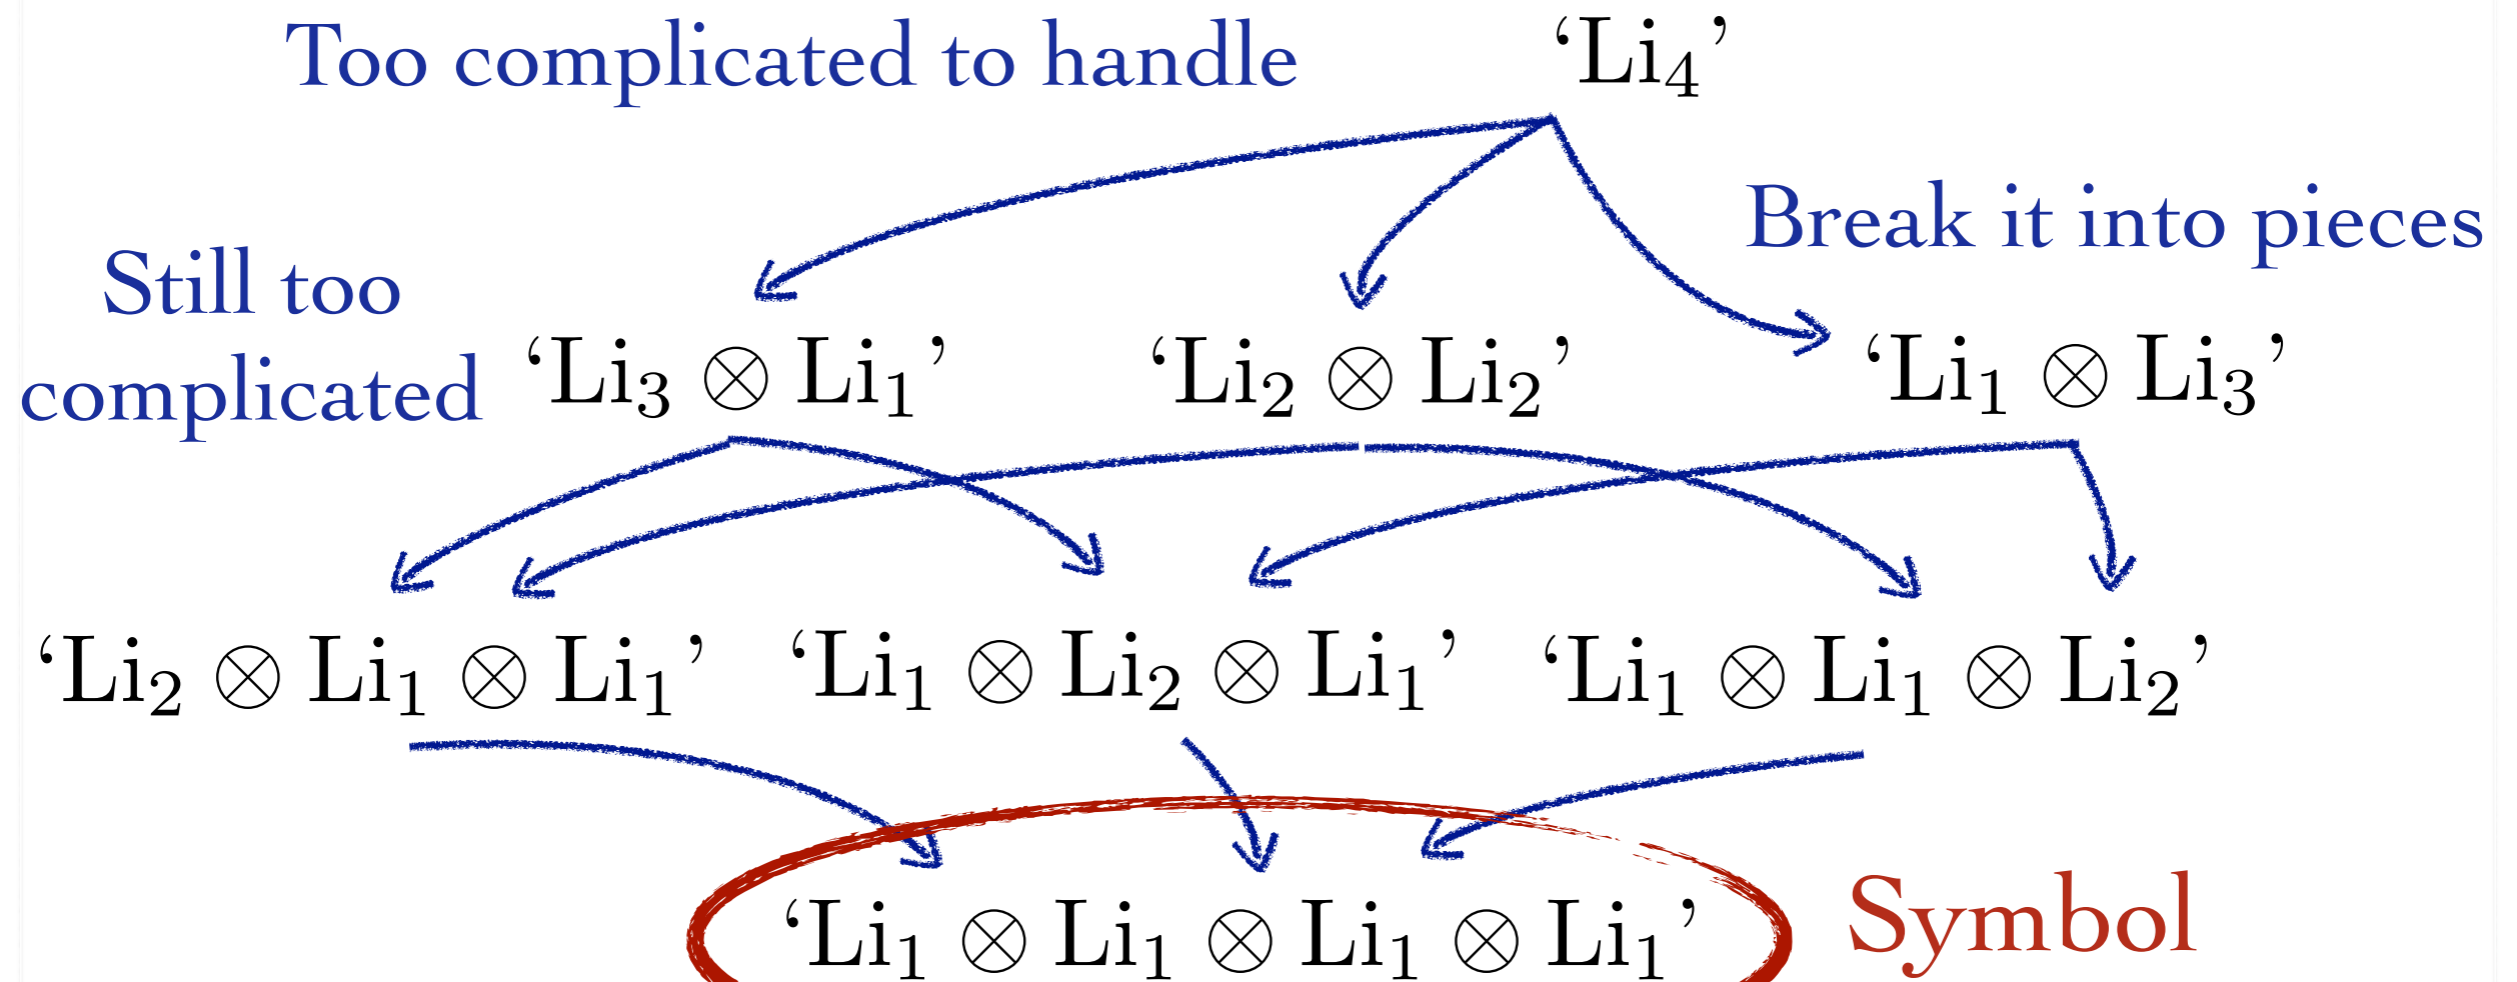 Too complicated to handle ‘Li₄’
Break it into pieces
Still too
complicated
‘Li₃ ⊗ Li₁’ ‘Li₂ ⊗ Li₂’ ‘Li₁ ⊗ Li₃’
‘Li₂ ⊗ Li₁ ⊗ Li₁’ ‘Li₁ ⊗ Li₂ ⊗ Li₁’ ‘Li₁ ⊗ Li₁ ⊗ Li₂’
‘Li₁ ⊗ Li₁ ⊗ Li₁ ⊗ Li₁’ Symbol